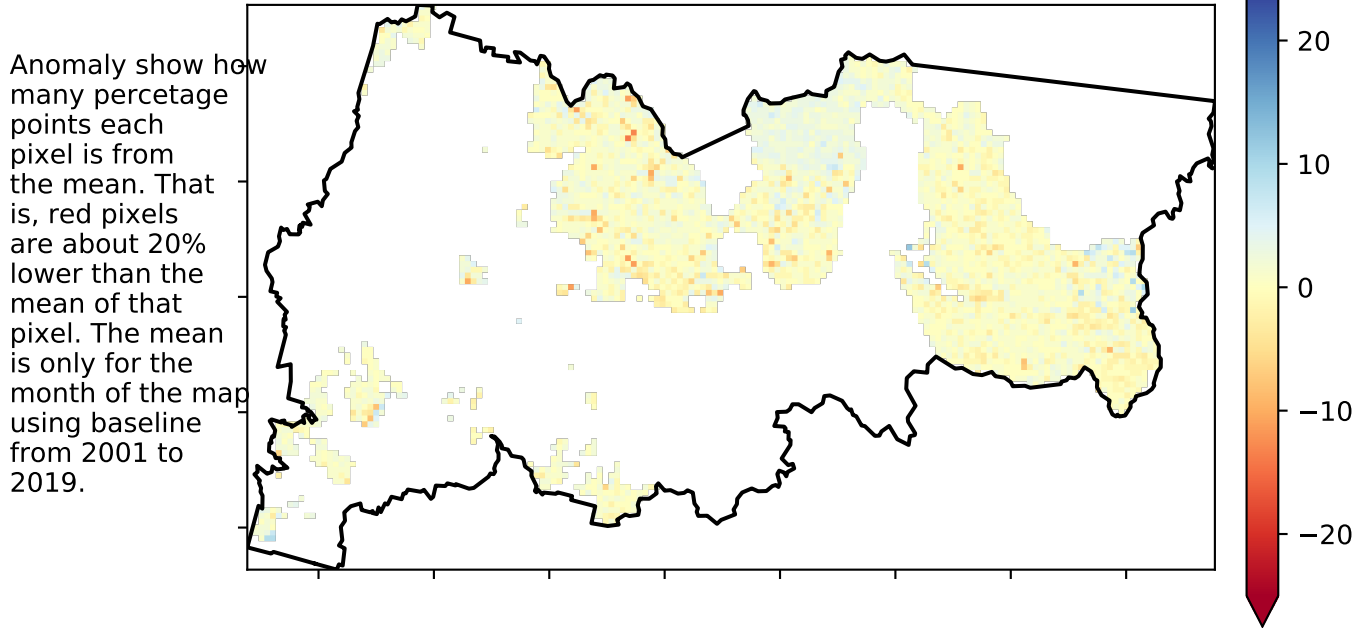 Anomaly show how
many percetage
points each
pixel is from
the mean. That
is, red pixels
are about 20%
lower than the
mean of that
pixel. The mean
is only for the
month of the map
using baseline
from 2001 to
2019.
20
10
0
−10
−20